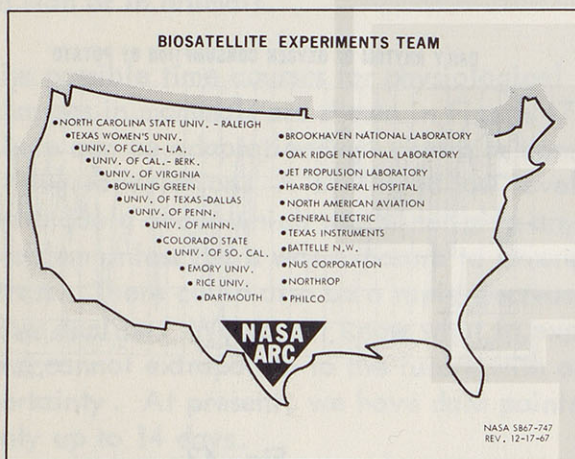 BIOSATELLITE EXPERIMENTS TEAM
•NORTH CAROLINA STATE UNIV. - RALEIGH
•TEXAS WOMEN'S UNIV.
•UNIV. OF CAL. - L.A.
•UNIV. OF CAL. - BERK.
•UNIV. OF VIRGINIA
•BOWLING GREEN
•UNIV. OF TEXAS-DALLAS
•UNIV. OF PENN.
•UNIV. OF MINN.
•COLORADO STATE
•UNIV. OF SO. CAL.
•EMORY UNIV.
•RICE UNIV.
•DARTMOUTH
•BROOKHAVEN NATIONAL LABORATORY
•OAK RIDGE NATIONAL LABORATORY
•JET PROPULSION LABORATORY
•HARBOR GENERAL HOSPITAL
•NORTH AMERICAN AVIATION
•GENERAL ELECTRIC
•TEXAS INSTRUMENTS
•BATTELLE N.W.
•NUS CORPORATION
•NORTHROP
•PHILCO
NASA
ARC
NASA SB67-747
REV. 12-17-67